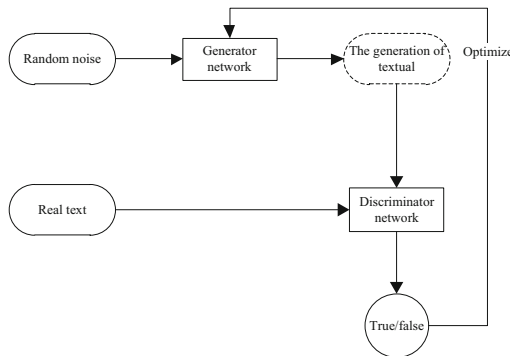 Random noise
Generator
network
The generation of
textual
Optimize
Real text
Discriminator
network
True/false